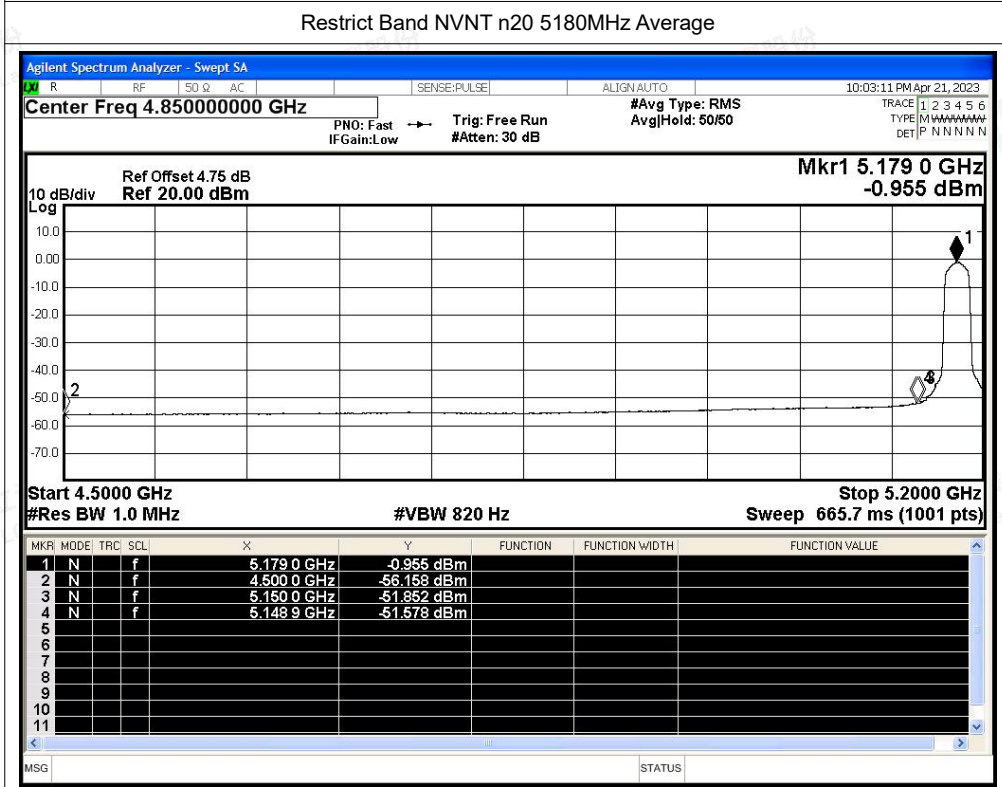 Restrict Band NVNT n20 5180MHz Average
Agilent Spectrum Analyzer - Swept SA
LXI R RF 50 Ω AC SENSE:PULSE ALIGN AUTO 10:03:11 PM Apr 21, 2023
Center Freq 4.850000000 GHz #Avg Type: RMS TRACE 1 2 3 4 5 6
PNO: Fast Trig: Free Run Avg|Hold: 50/50 TYPE M WWWWW
IFGain:Low #Atten: 30 dB DET P N N N N N
Mkr1 5.179 0 GHz
Ref Offset 4.75 dB
10 dB/div Ref 20.00 dBm -0.955 dBm
Log
10.0
1
0.00
-10.0
-20.0
-30.0
-40.0
2
-50.0
-60.0
-70.0
Start 4.5000 GHz Stop 5.2000 GHz
#Res BW 1.0 MHz #VBW 820 Hz Sweep 665.7 ms (1001 pts)
MKR MODE TRC SCL X Y FUNCTION FUNCTION WIDTH FUNCTION VALUE
1 N f 5.179 0 GHz -0.955 dBm
2 N f 4.500 0 GHz -56.158 dBm
3 N f 5.150 0 GHz -51.852 dBm
4 N f 5.148 9 GHz -51.578 dBm
5
6
7
8
9
10
11
MSG STATUS